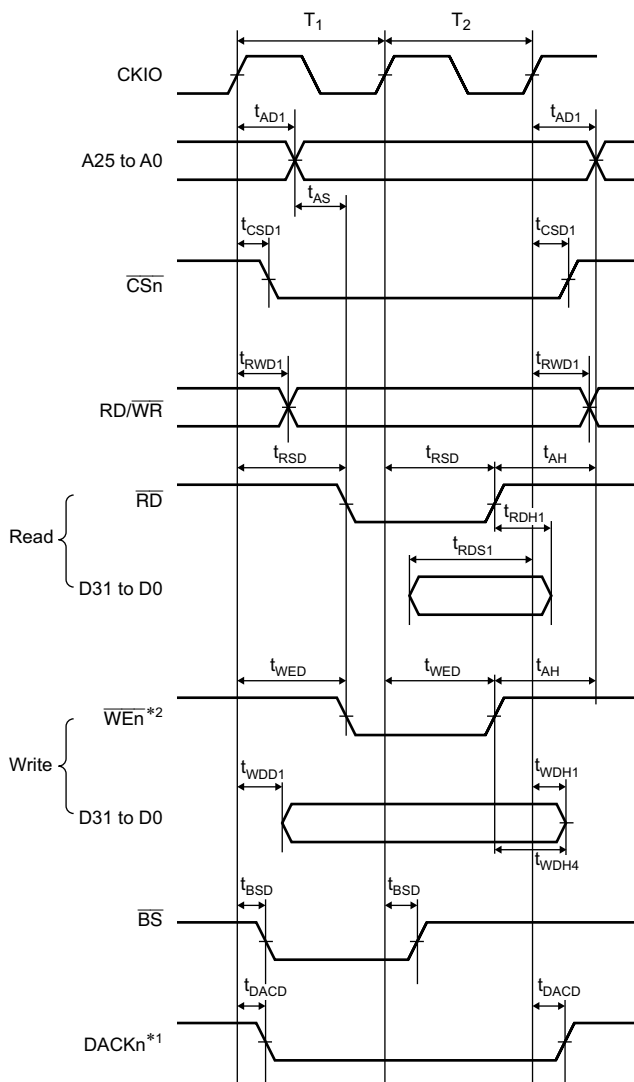 T1 T2
CKIO
tAD1 tAD1
A25 to A0
tAS
tCSD1 tCSD1
CSn
tRWD1 tRWD1
RD/WR
tRSD tRSD tAH
RD
tRDH1
Read
tRDS1
D31 to D0
tWED tWED tAH
WEn*2
Write
tWDD1 tWDH1
D31 to D0
tWDH4
tBSD tBSD
BS
tDACD tDACD
DACKn*1